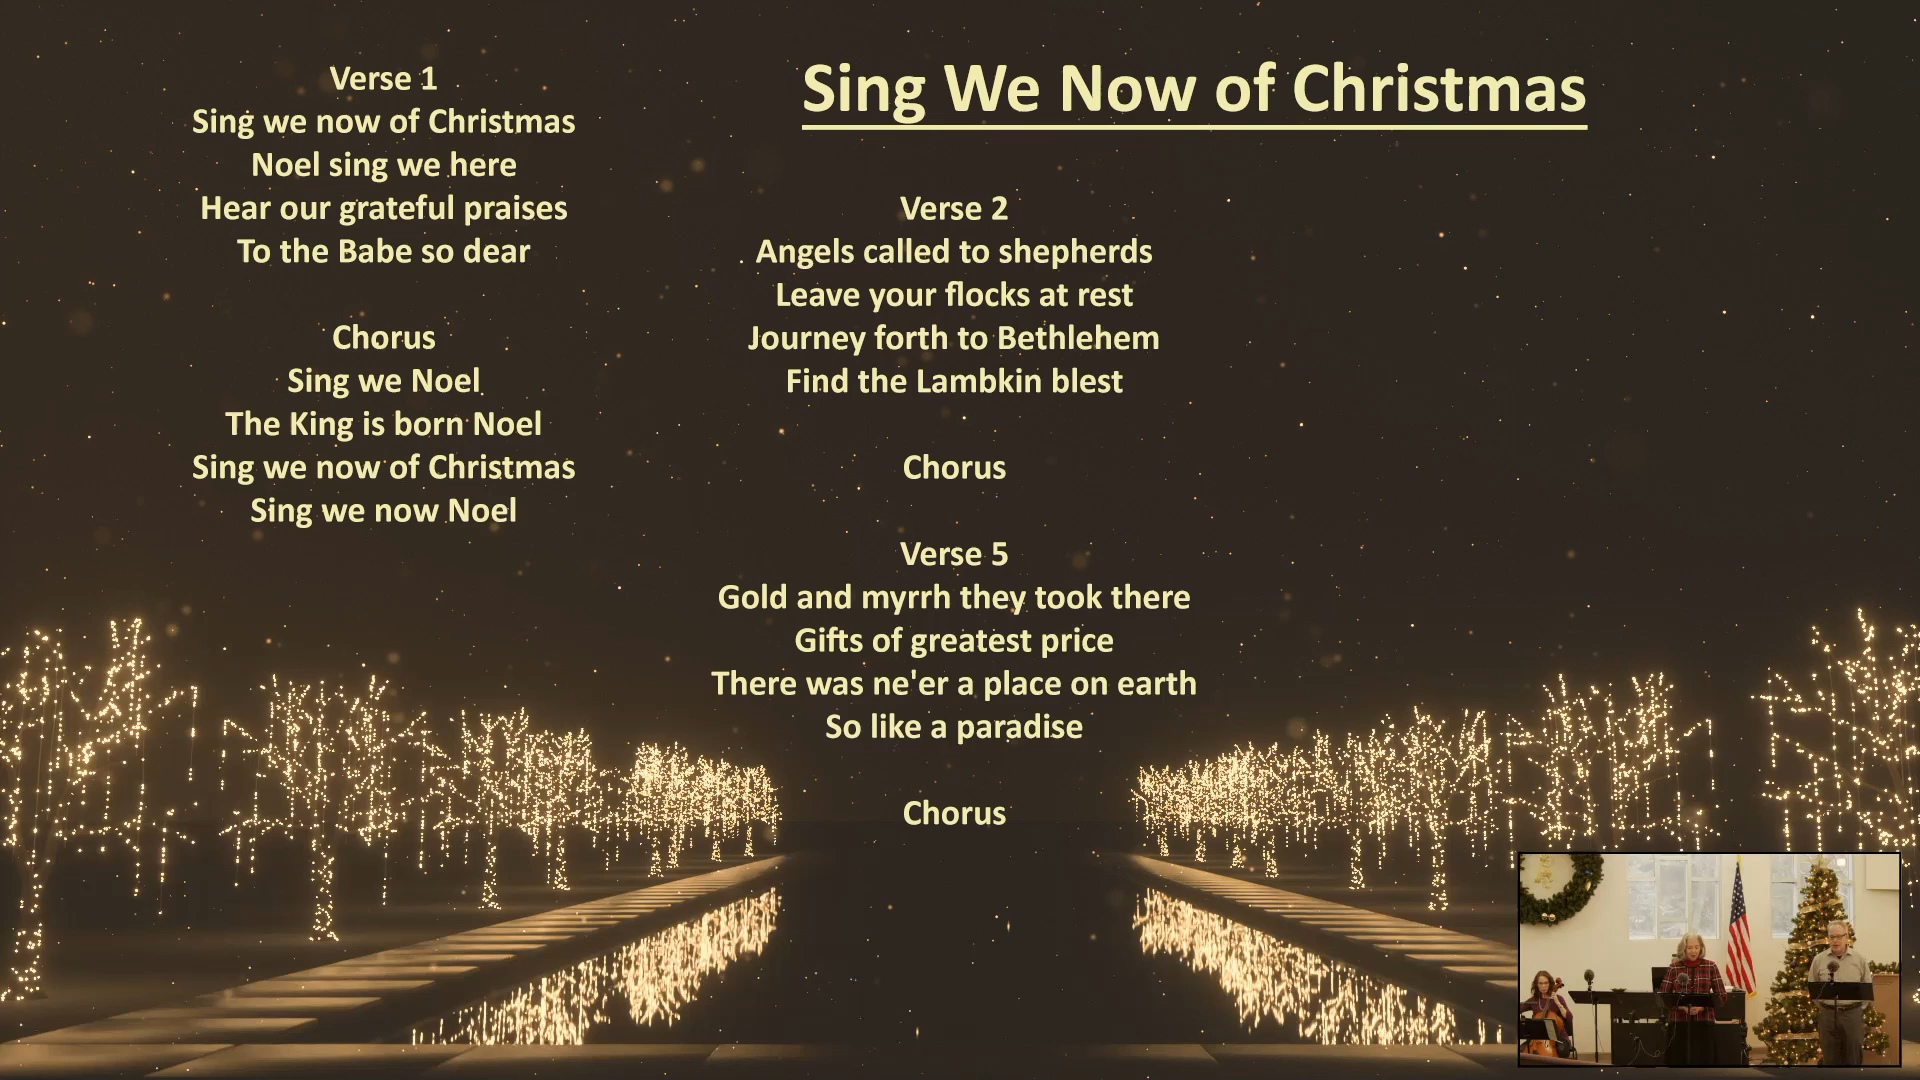 Sing We Now of Christmas
Verse 1
Sing we now of Christmas
Noel sing we here
Hear our grateful praises
To the Babe so dear
Chorus
Sing we Noel
The King is born Noel
Sing we now of Christmas
Sing we now Noel
Verse 2
Angels called to shepherds
Leave your flocks at rest
Journey forth to Bethlehem
Find the Lambkin blest
Chorus
Verse 5
Gold and myrrh they took there
Gifts of greatest price
There was ne'er a place on earth
So like a paradise
Chorus